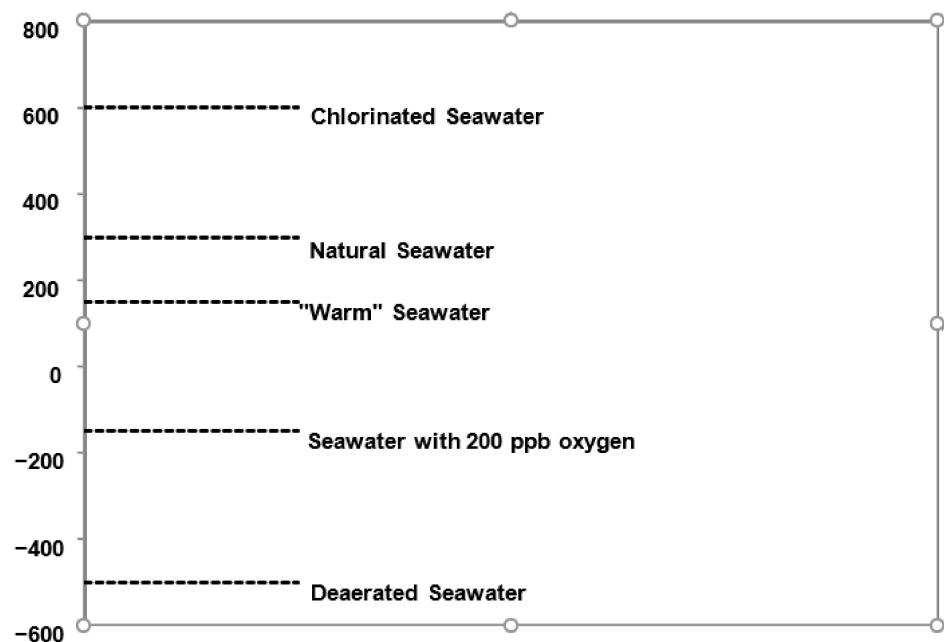 800
600
Chlorinated Seawater
400
Natural Seawater
200
"Warm" Seawater
0
Seawater with 200 ppb oxygen
−200
−400
Deaerated Seawater
−600